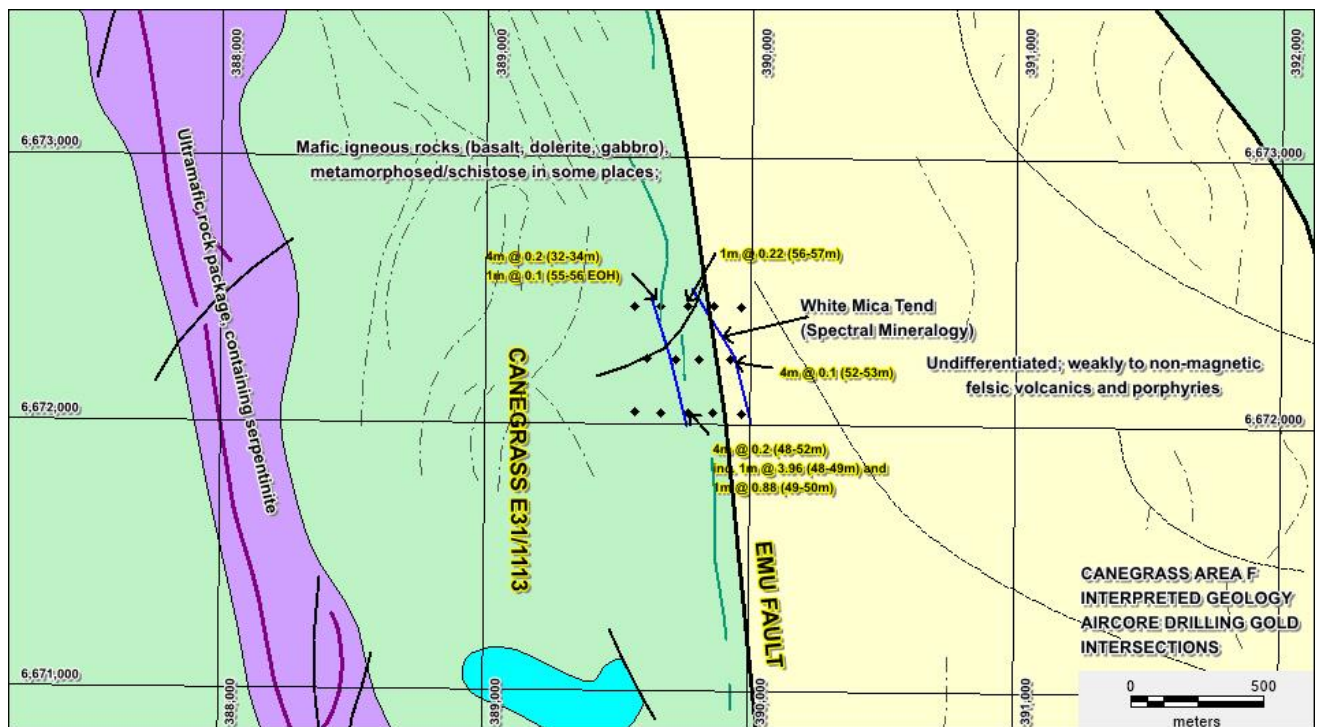 388,000
389,000
390,000
391,000
392,000
6,673,000
6,673,000
Mafic igneous rocks (basalt, dolerite, gabbro),
metamorphosed/schistose in some places;
Ultramafic rock package, containing serpentinite
4m @ 0.2 (32-34m)
1m @ 0.1 (55-56 EOH)
1m @ 0.22 (56-57m)
White Mica Tend
(Spectral Mineralogy)
4m @ 0.1 (52-53m)
Undifferentiated; weakly to non-magnetic
felsic volcanics and porphyries
6,672,000
6,672,000
CANEGRASS E31/1113
4m @ 0.2 (48-52m)
inc. 1m @ 3.96 (48-49m) and
1m @ 0.88 (49-50m)
EMU FAULT
CANEGRASS AREA F
INTERPRETED GEOLOGY
AIRCORE DRILLING GOLD
INTERSECTIONS
6,671,000
388,000
389,000
390,000
391,000
0 500
meters